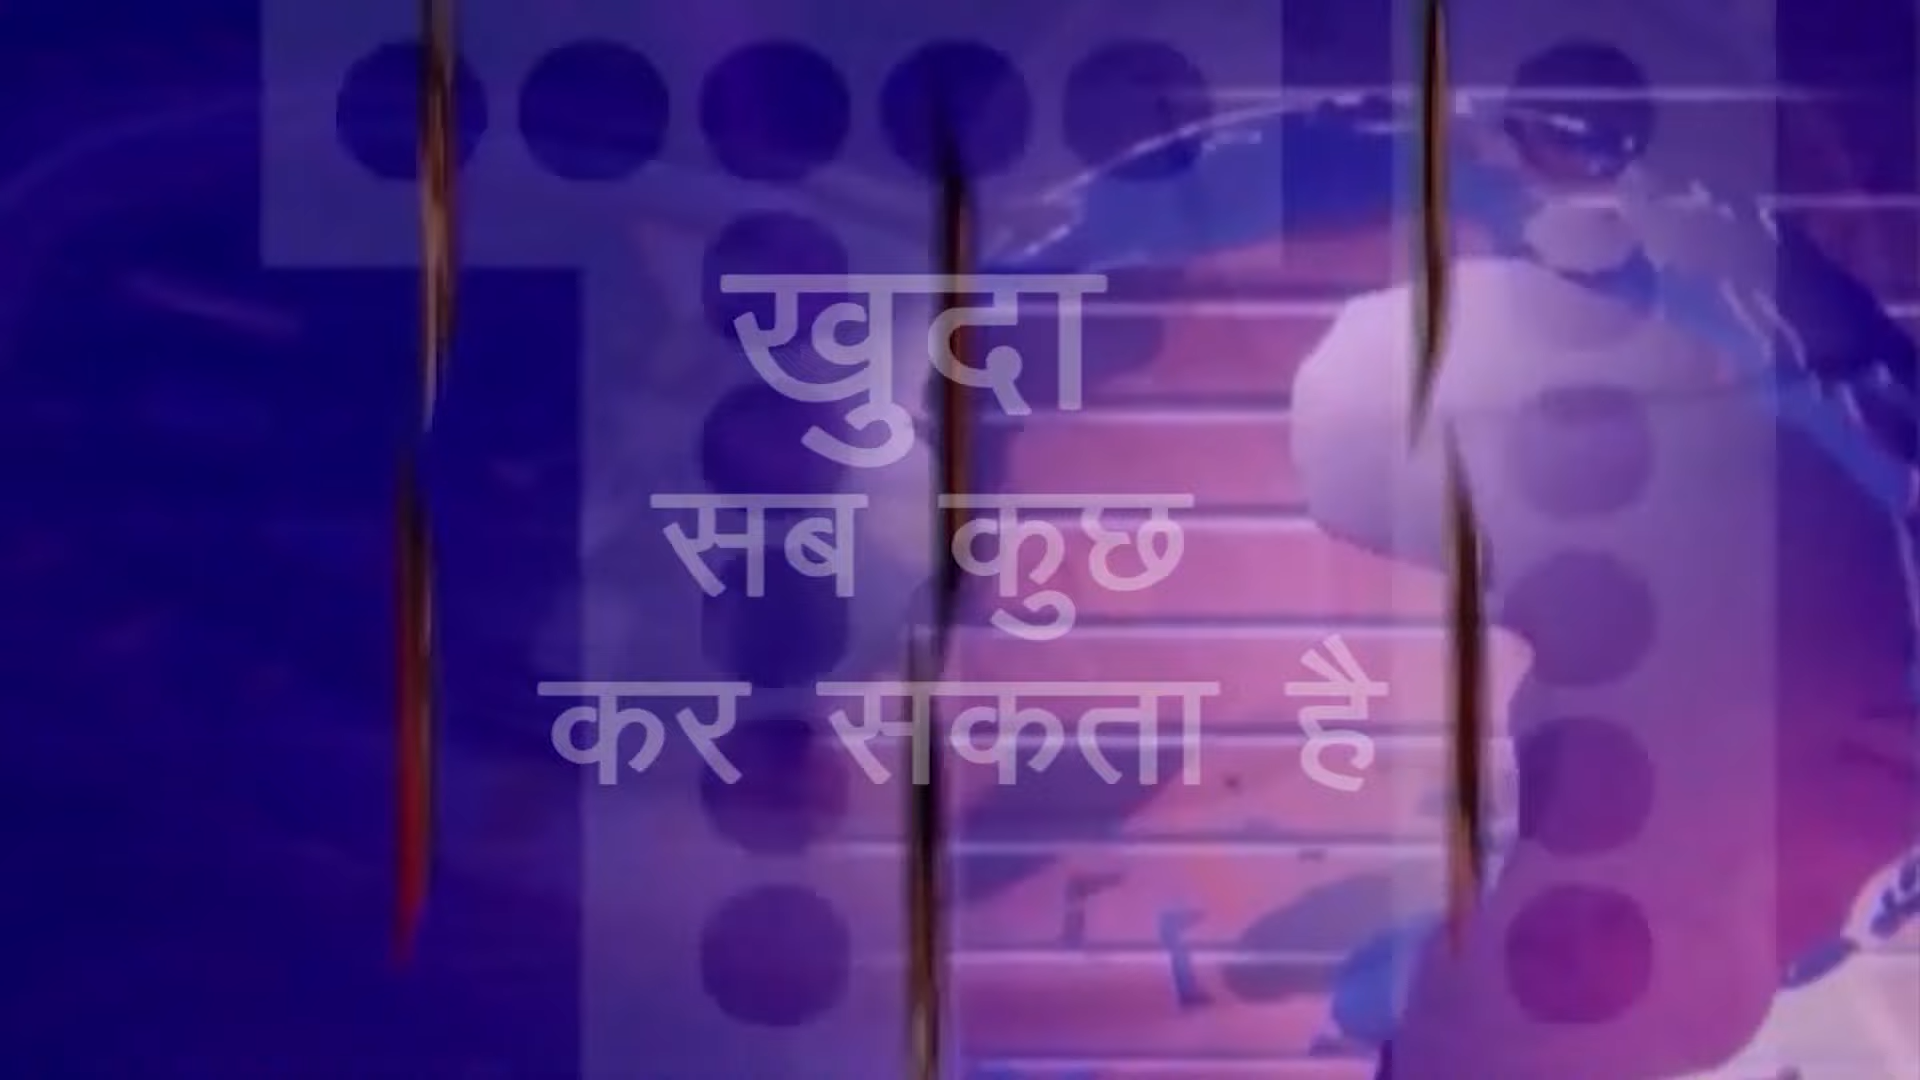 खुदा
सब कुछ
कर सकता है